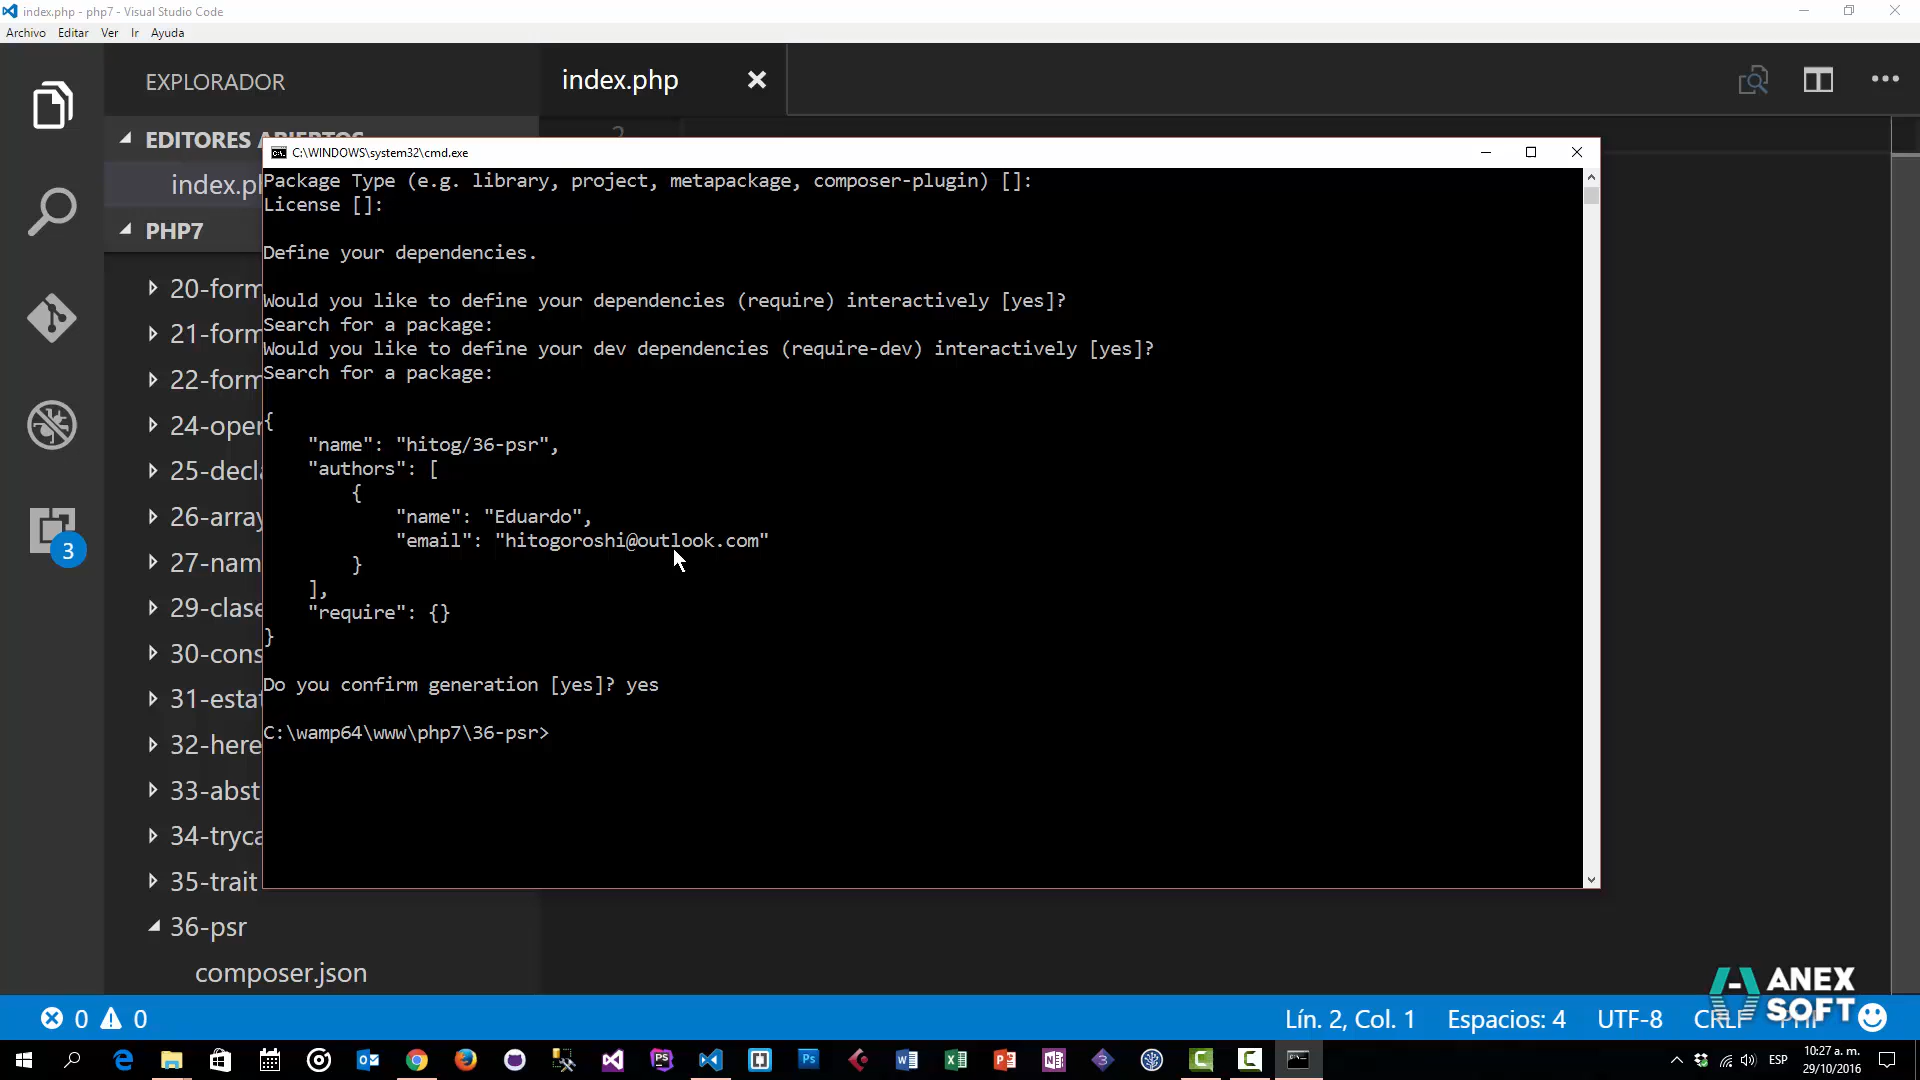 index.php - php7 - Visual Studio Code
Archivo Editar Ver Ir Ayuda
EXPLORADOR
index.php
EDITORES ABIERTOS
2
C:\WINDOWS\system32\cmd.exe
index.p
PHP7
20-form
21-form
22-form
24-oper
25-decla
26-array
27-nam
29-clase
30-cons
31-estat
32-here
33-abst
34-tryca
35-trait
36-psr
composer.json
3
Package Type (e.g. library, project, metapackage, composer-plugin) []:
License []:
Define your dependencies.
Would you like to define your dependencies (require) interactively [yes]?
Search for a package:
Would you like to define your dev dependencies (require-dev) interactively [yes]?
Search for a package:
{
"name": "hitog/36-psr",
"authors": [
{
"name": "Eduardo",
"email": "hitogoroshi@outlook.com"
}
],
"require": {}
}
Do you confirm generation [yes]? yes
C:\wamp64\www\php7\36-psr>
ANEX
SOFT
0 0
Lín. 2, Col. 1 Espacios: 4 UTF-8 CRLF PHP
ESP
10:27 a. m.
29/10/2016